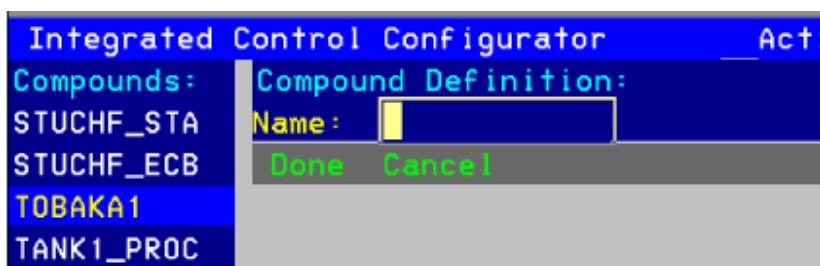 Integrated Control Configurator
Compounds: Compound Definition:
STUCHF_STA Name:
STUCHF_ECB Done Cancel
TOBAKA1
TANK1_PROC